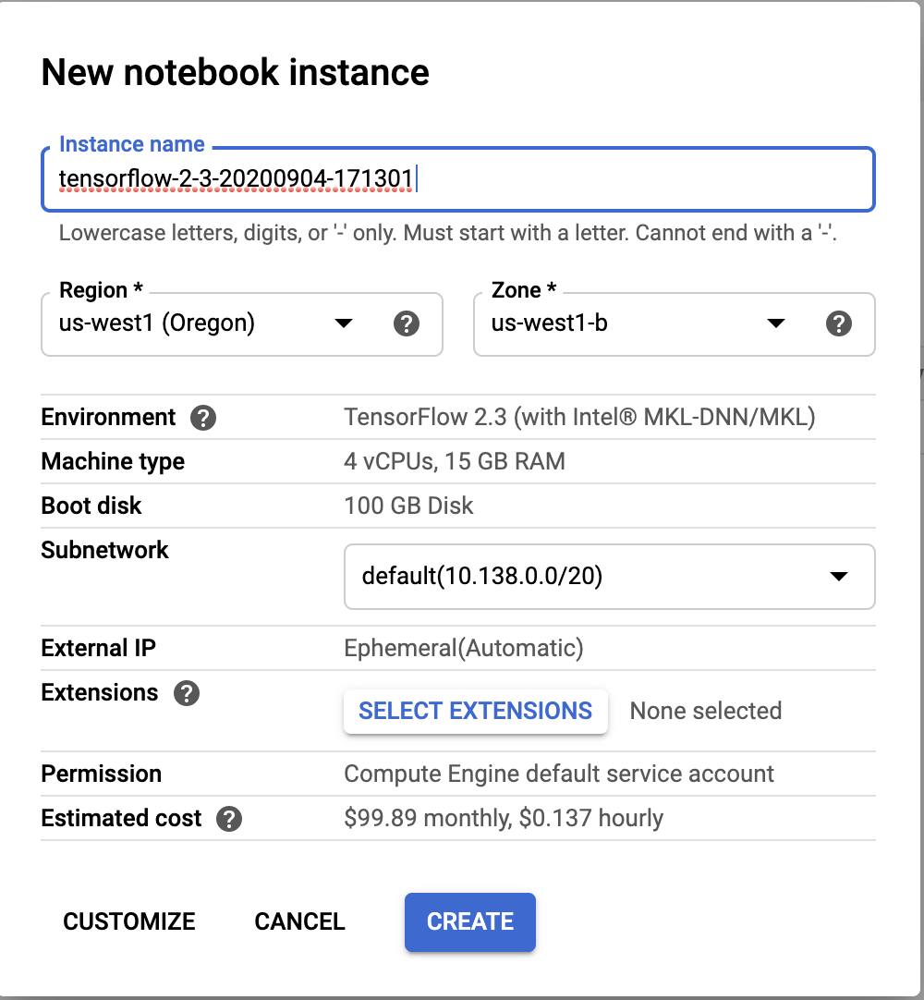 New notebook instance
Instance name
tensorflow-2-3-20200904-171301
Lowercase letters, digits, or '-' only. Must start with a letter. Cannot end with a '-'.
Region * Zone *
us-west1 (Oregon) ? us-west1-b ?
Environment ? TensorFlow 2.3 (with Intel® MKL-DNN/MKL)
Machine type 4 vCPUs, 15 GB RAM
Boot disk 100 GB Disk
Subnetwork
default(10.138.0.0/20)
External IP Ephemeral(Automatic)
Extensions ?
SELECT EXTENSIONS None selected
Permission Compute Engine default service account
Estimated cost ? $99.89 monthly, $0.137 hourly
CUSTOMIZE CANCEL CREATE